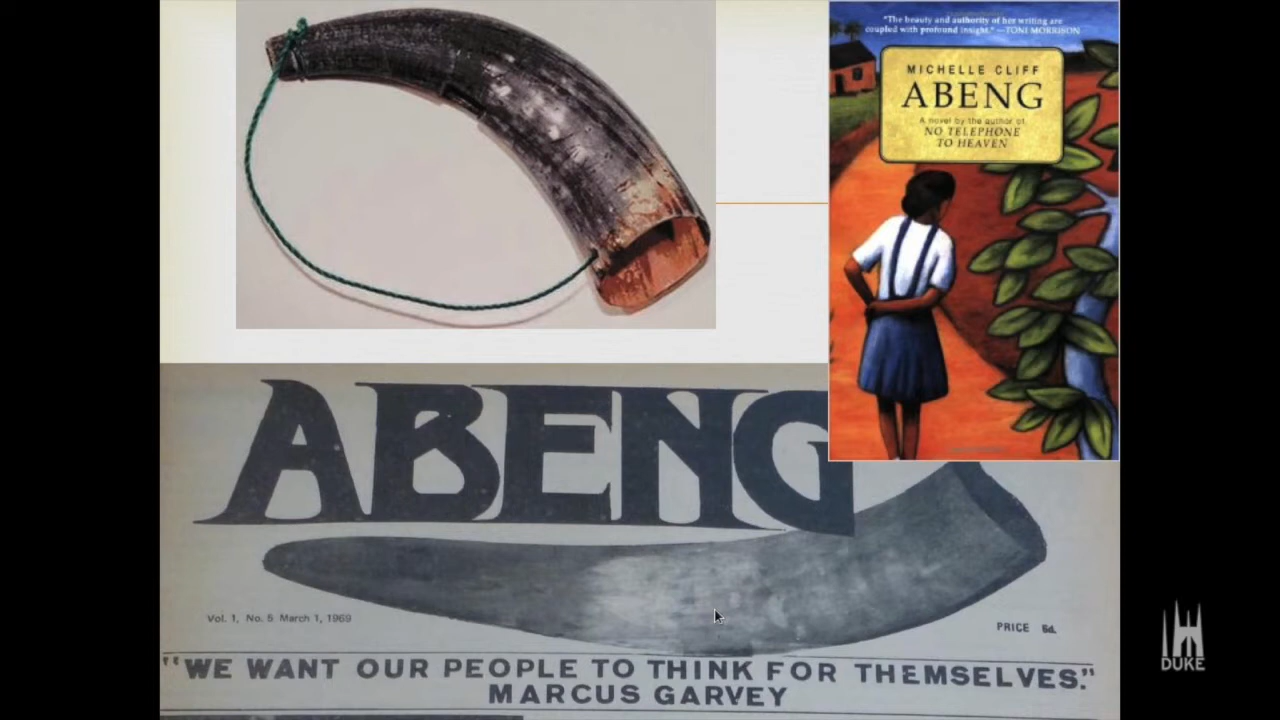 "The beauty and authority of her writing are
coupled with profound insight." —TONI MORRISON
MICHELLE CLIFF
ABENG
A novel by the author of
NO TELEPHONE
TO HEAVEN
ABENG
Vol. 1, No. 5 March 1, 1969
PRICE 6d.
"WE WANT OUR PEOPLE TO THINK FOR THEMSELVES."
MARCUS GARVEY
DUKE